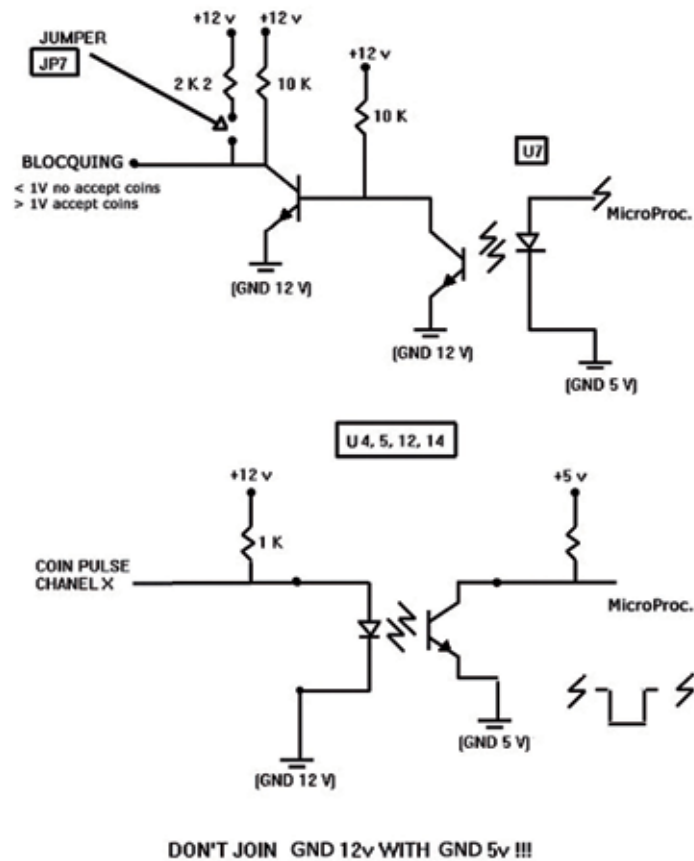 +12 v
+12 v
JUMPER
JP7
+12 v
2 K 2
10 K
10 K
U7
BLOCQUING
< 1V no accept coins
> 1V accept coins
MicroProc.
(GND 12 V)
(GND 12 V)
(GND 5 V)
U 4, 5, 12, 14
+12 v
+5 v
1 K
COIN PULSE
CHANEL X
MicroProc.
(GND 5 V)
(GND 12 V)
DON'T JOIN GND 12v WITH GND 5v !!!